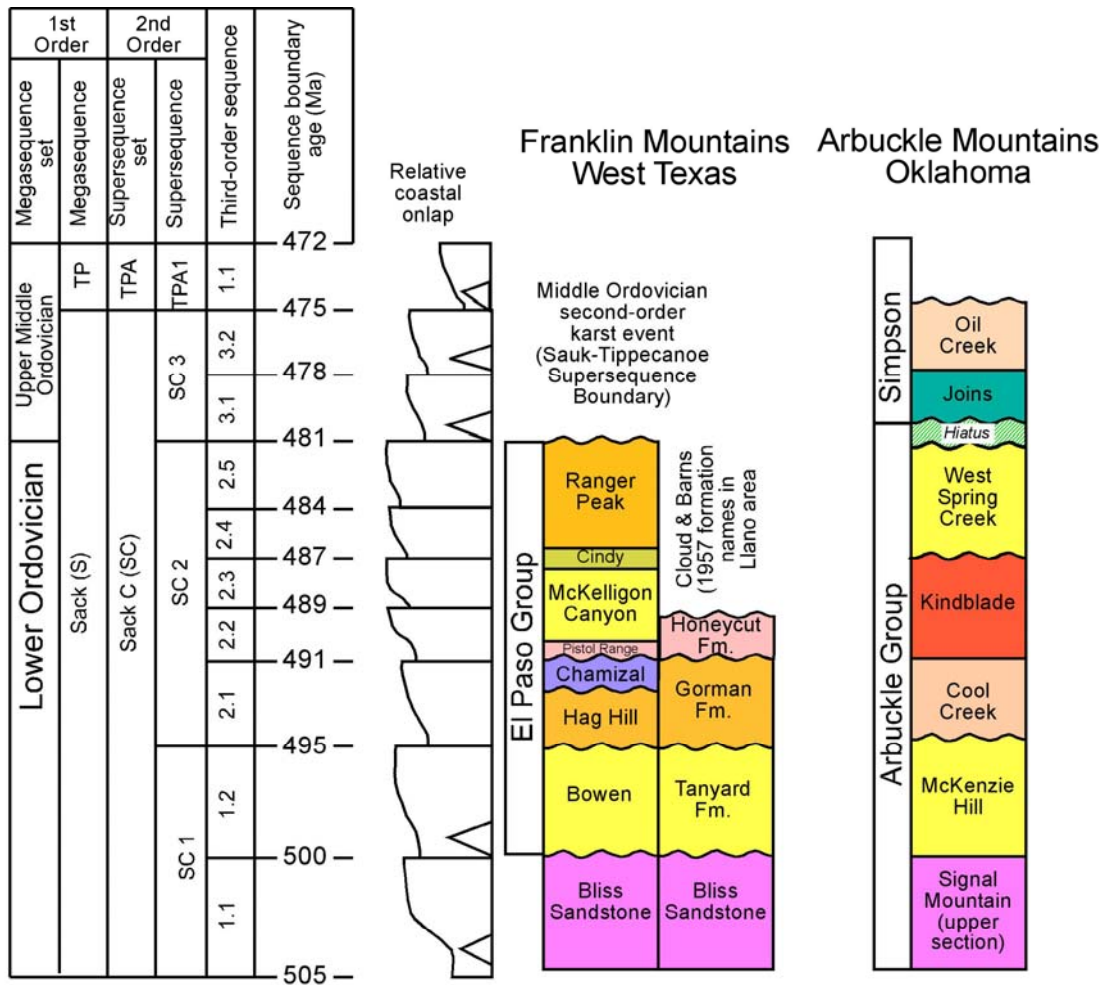 1st
Order
2nd
Order
Megasequence
set
Megasequence
Supersequence
set
Supersequence
Third-order sequence
Sequence boundary
age (Ma)
Relative
coastal
onlap
Franklin Mountains
West Texas
Arbuckle Mountains
Oklahoma
Upper Middle
Ordovician
Lower Ordovician
TP
Sack (S)
TPA
Sack C (SC)
TPA1
SC 3
SC 2
SC 1
1.1
3.2
3.1
2.5
2.4
2.3
2.2
2.1
1.2
1.1
472
475
478
481
484
487
489
491
495
500
505
Middle Ordovician
second-order
karst event
(Sauk-Tippecanoe
Supersequence
Boundary)
El Paso Group
Ranger
Peak
Cindy
McKelligon
Canyon
Pistol Range
Chamizal
Hag Hill
Bowen
Bliss
Sandstone
Cloud & Barns
(1957 formation
names in
Llano area
Honeycut
Fm.
Gorman
Fm.
Tanyard
Fm.
Bliss
Sandstone
Simpson
Arbuckle Group
Oil
Creek
Joins
Hiatus
West
Spring
Creek
Kindblade
Cool
Creek
McKenzie
Hill
Signal
Mountain
(upper
section)